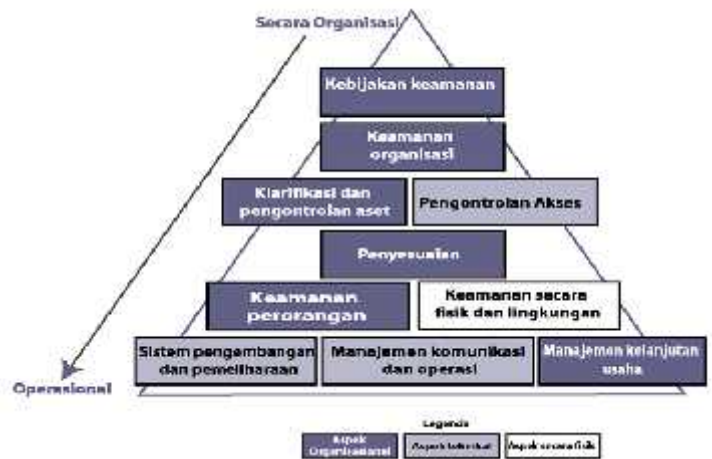 Secara Organisasi
Kebijakan keamanan
Keamanan
organisasi
Klarifikasi dan
pengontrolan aset
Pengontrolan Akses
Penyesuaian
Keamanan
perorangan
Keamanan secara
fisik dan lingkungan
Sistem pengembangan
dan pemeliharaan
Manajemen komunikasi
dan operasi
Manajemen kelanjutan
usaha
Operasional
Legenda
Aspek
Organisasional
Aspek teknikal
Aspek secara fisik